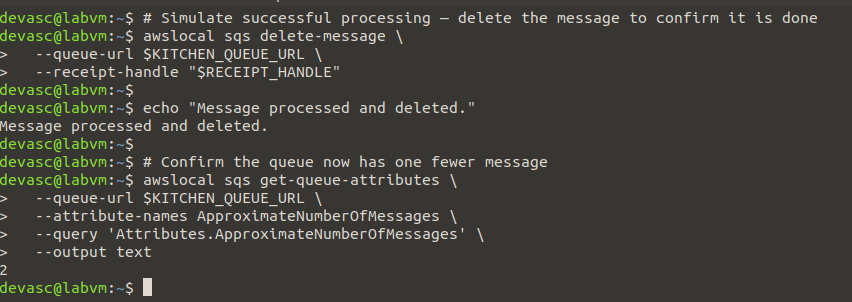 devasc@labvm:~$ # Simulate successful processing — delete the message to confirm it is done
devasc@labvm:~$ awslocal sqs delete-message \
>   --queue-url $KITCHEN_QUEUE_URL \
>   --receipt-handle "$RECEIPT_HANDLE"
devasc@labvm:~$
devasc@labvm:~$ echo "Message processed and deleted."
Message processed and deleted.
devasc@labvm:~$
devasc@labvm:~$ # Confirm the queue now has one fewer message
devasc@labvm:~$ awslocal sqs get-queue-attributes \
>   --queue-url $KITCHEN_QUEUE_URL \
>   --attribute-names ApproximateNumberOfMessages \
>   --query 'Attributes.ApproximateNumberOfMessages' \
>   --output text
2
devasc@labvm:~$